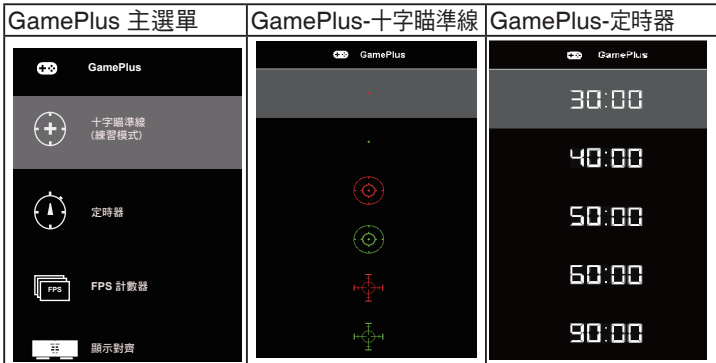 GamePlus 主選單
GamePlus-十字瞄準線
GamePlus-定時器
GamePlus
十字瞄準線
(練習模式)
定時器
FPS
FPS 計數器
顯示對齊
GamePlus
GamePlus
30:00
40:00
50:00
60:00
90:00